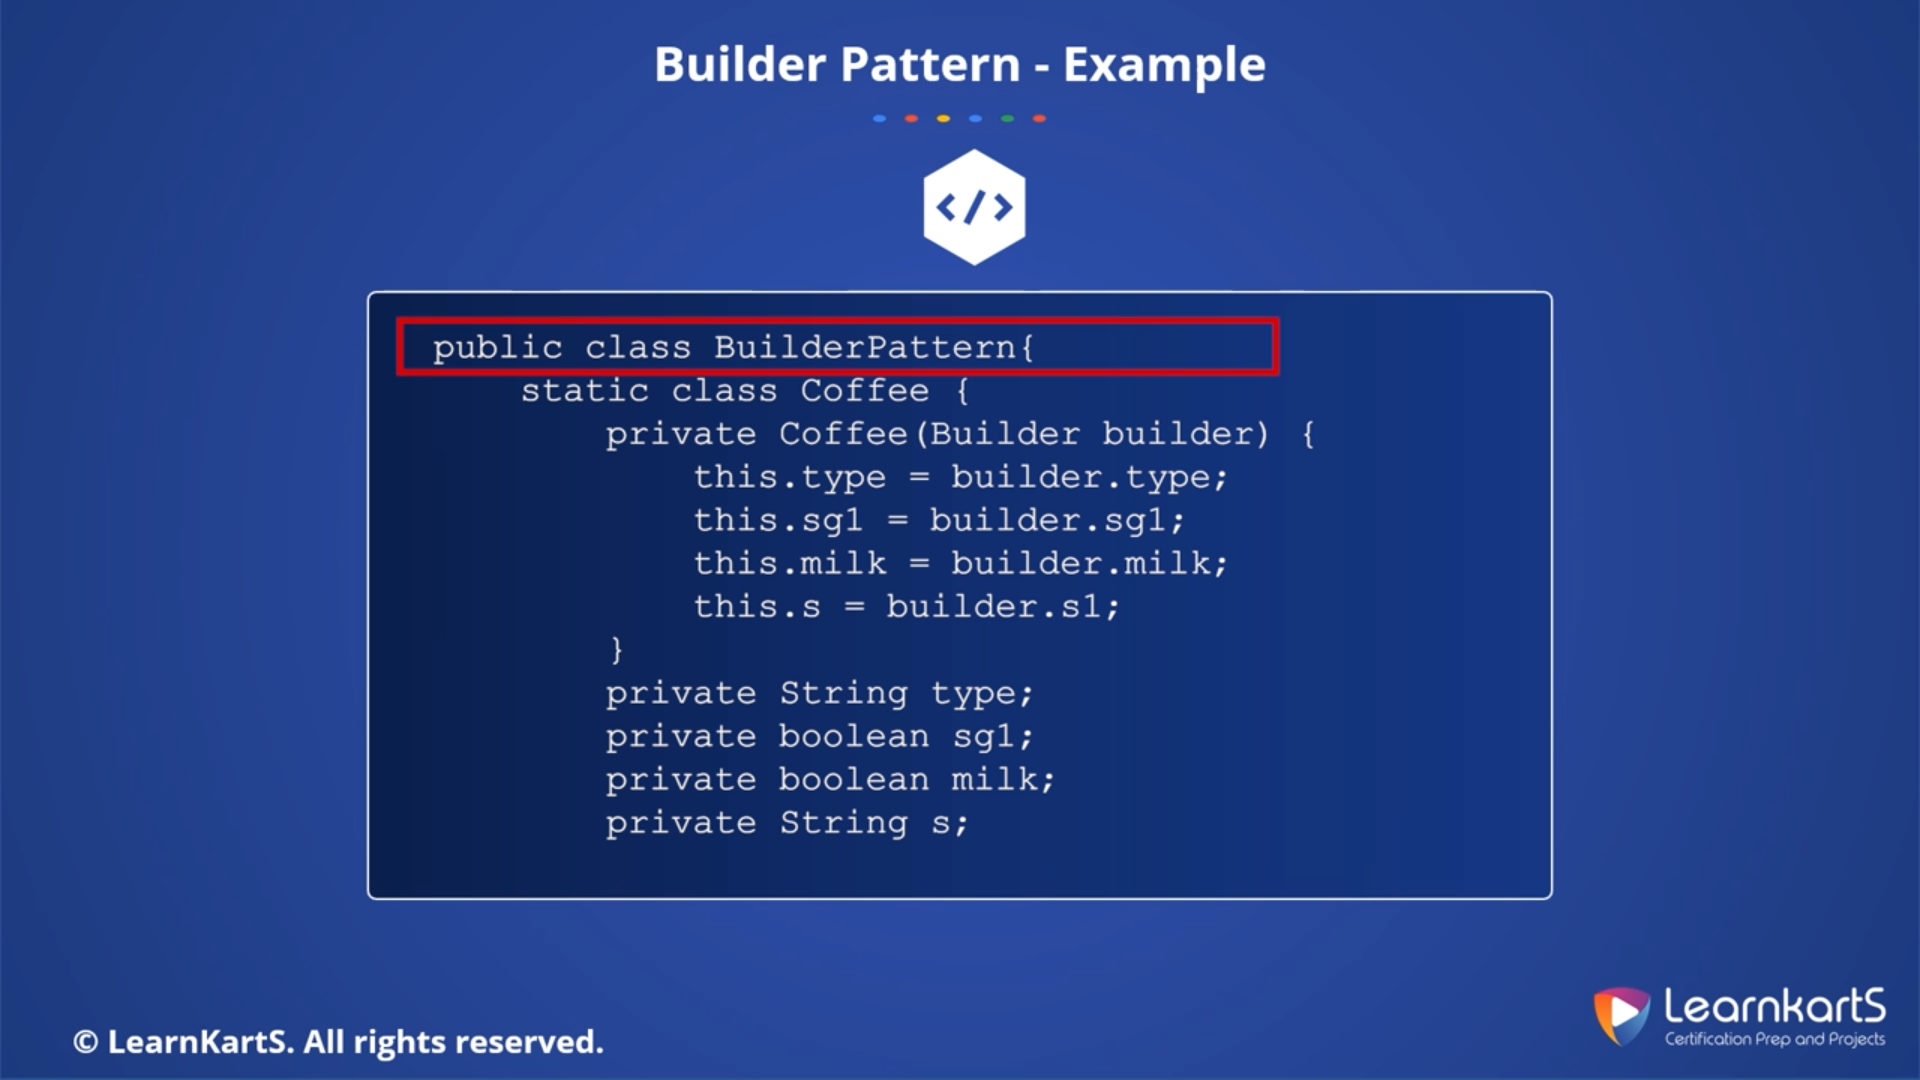 Builder Pattern - Example
</>
public class BuilderPattern{
static class Coffee {
private Coffee(Builder builder) {
this.type = builder.type;
this.sg1 = builder.sg1;
this.milk = builder.milk;
this.s = builder.s1;
}
private String type;
private boolean sg1;
private boolean milk;
private String s;
LearnkartS
Certification Prep and Projects
© LearnKartS. All rights reserved.